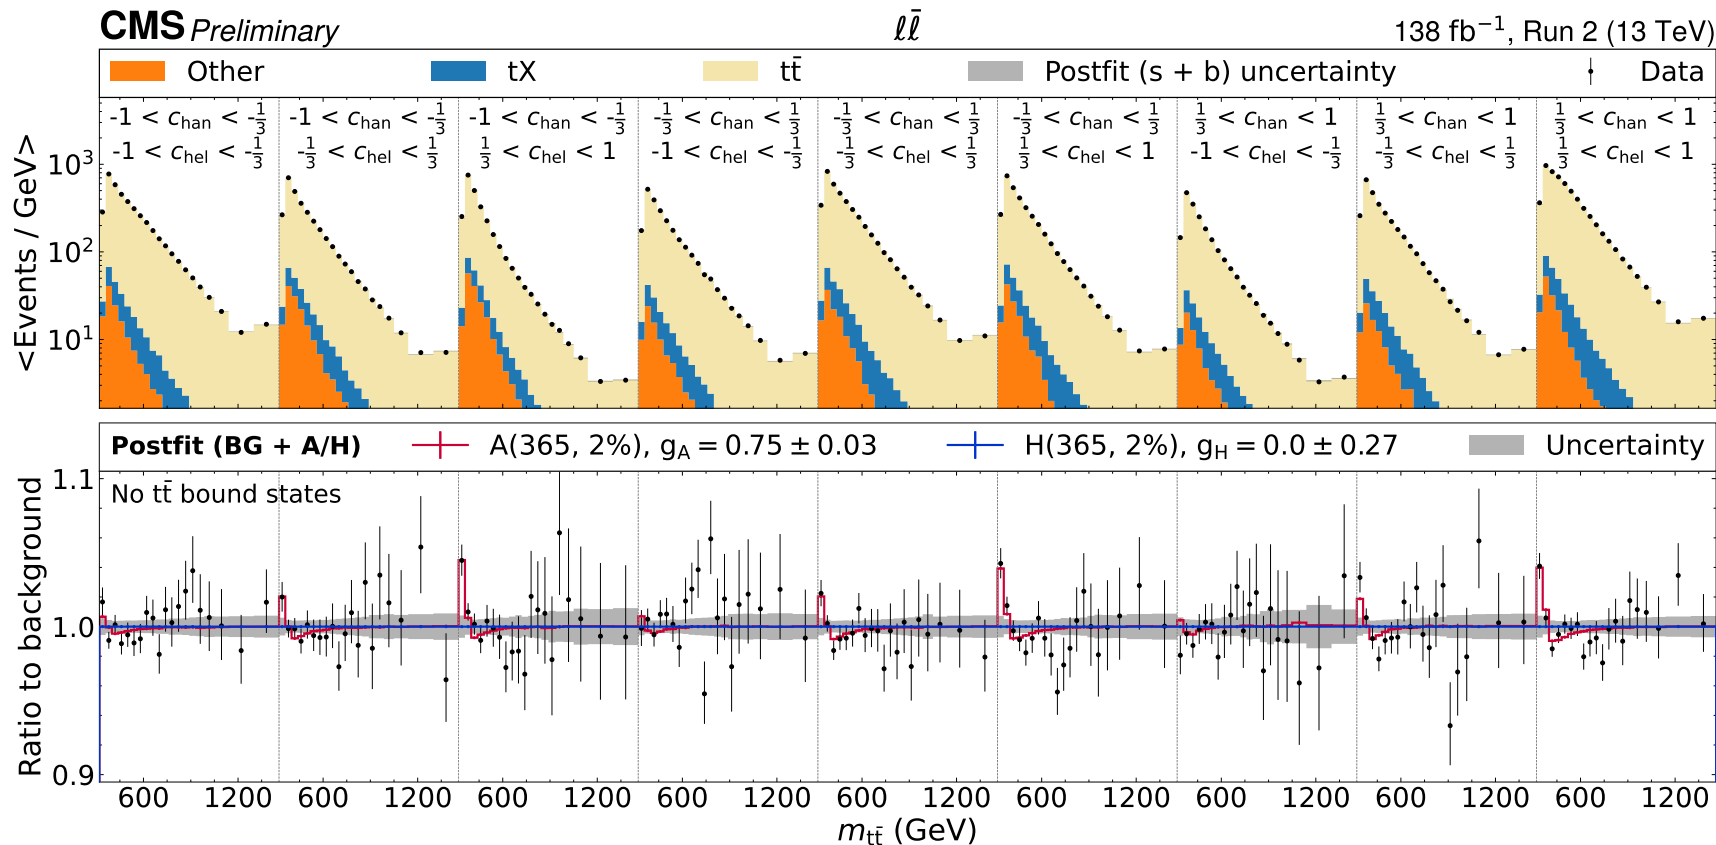 CMS Preliminary ℓℓ̄ 138 fb⁻¹, Run 2 (13 TeV)
Other tX tt̄ Postfit (s + b) uncertainty Data
-1 < c_han < -1/3 -1 < c_han < -1/3 -1 < c_han < -1/3 -1/3 < c_han < 1/3 -1/3 < c_han < 1/3 -1/3 < c_han < 1/3 1/3 < c_han < 1 1/3 < c_han < 1 1/3 < c_han < 1
-1 < c_hel < -1/3 -1/3 < c_hel < 1/3 1/3 < c_hel < 1 -1 < c_hel < -1/3 -1/3 < c_hel < 1/3 1/3 < c_hel < 1 -1 < c_hel < -1/3 -1/3 < c_hel < 1/3 1/3 < c_hel < 1
<Events / GeV>
10³
10²
10¹
Postfit (BG + A/H) A(365, 2%), g_A = 0.75 ± 0.03 H(365, 2%), g_H = 0.0 ± 0.27 Uncertainty
No tt̄ bound states
Ratio to background
1.1
1.0
0.9
600 1200 600 1200 600 1200 600 1200 600 1200 600 1200 600 1200 600 1200 600 1200
m_tt̄ (GeV)